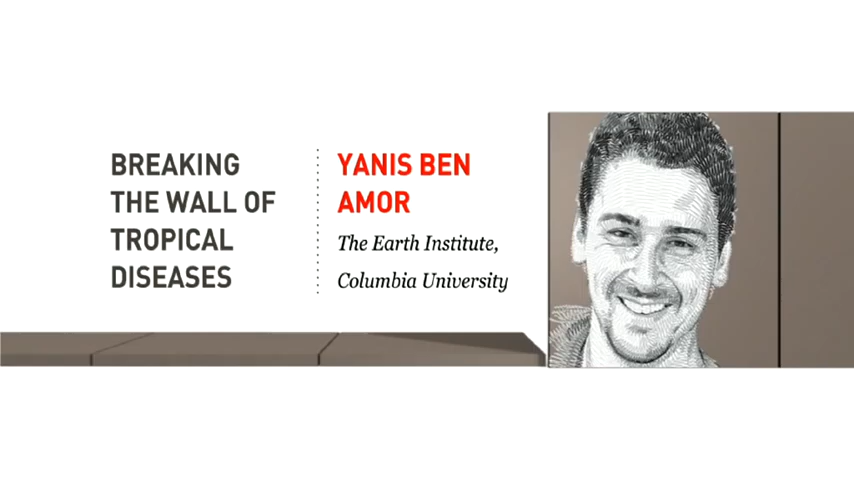 BREAKING
THE WALL OF
TROPICAL
DISEASES
YANIS BEN
AMOR
The Earth Institute,
Columbia University